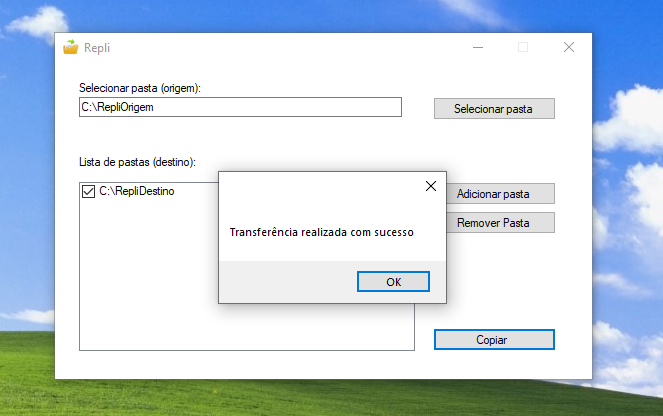 Repli
Selecionar pasta (origem):
C:\RepliOrigem
Selecionar pasta
Lista de pastas (destino):
C:\RepliDestino
Adicionar pasta
Remover Pasta
Transferência realizada com sucesso
OK
Copiar